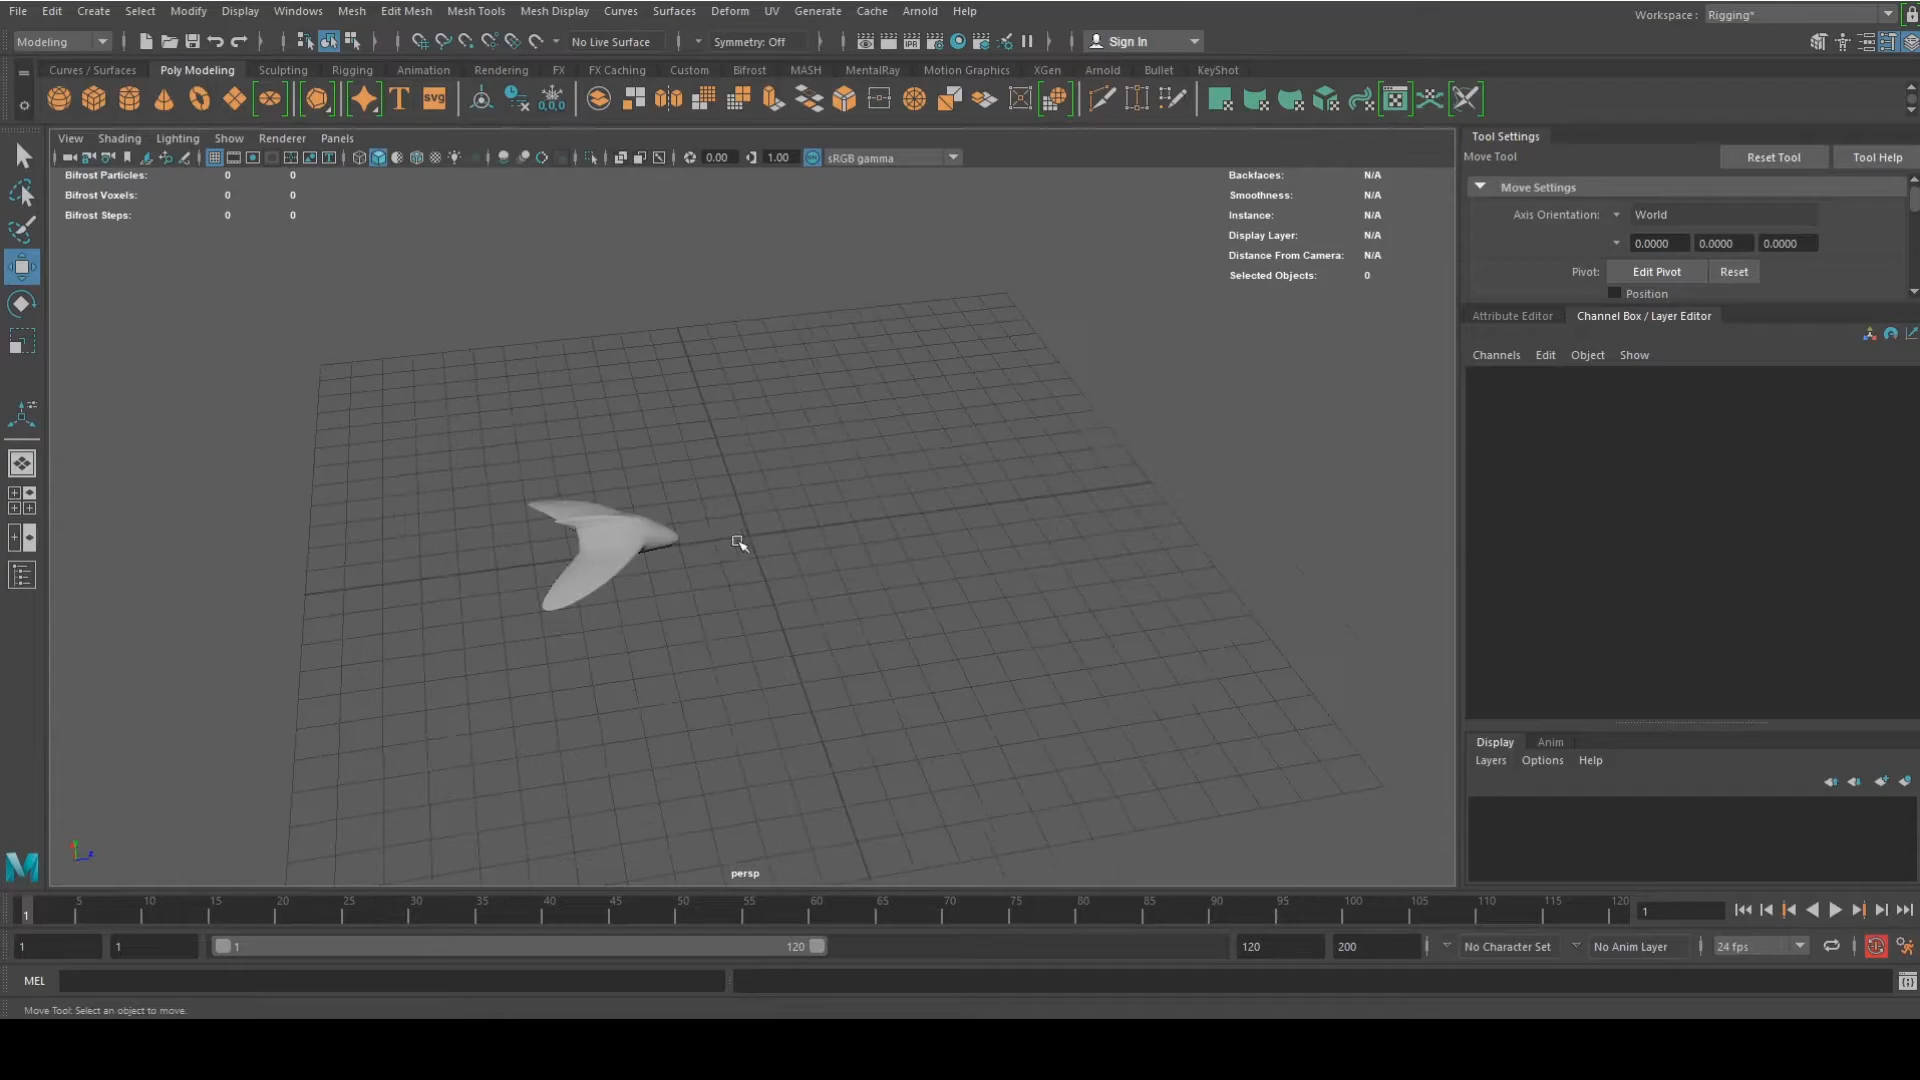 File Edit Create Select Modify Display Windows Mesh Edit Mesh Mesh Tools Mesh Display Curves Surfaces Deform UV Generate Cache Arnold Help
Workspace : Rigging*
Modeling No Live Surface Symmetry: Off IPR Sign In
Curves / Surfaces Poly Modeling Sculpting Rigging Animation Rendering FX FX Caching Custom Bifrost MASH MentalRay Motion Graphics XGen Arnold Bullet KeyShot
T SVG 0,0,0
View Shading Lighting Show Renderer Panels
0.00 1.00 sRGB gamma
Bifrost Particles: 0 0
Bifrost Voxels: 0 0
Bifrost Steps: 0 0
Backfaces: N/A
Smoothness: N/A
Instance: N/A
Display Layer: N/A
Distance From Camera: N/A
Selected Objects: 0
persp
Tool Settings
Move Tool Reset Tool Tool Help
Move Settings
Axis Orientation: World
0.0000 0.0000 0.0000
Pivot: Edit Pivot Reset
Position
Attribute Editor Channel Box / Layer Editor
Channels Edit Object Show
Display Anim
Layers Options Help
1 5 10 15 20 25 30 35 40 45 50 55 60 65 70 75 80 85 90 95 100 105 110 115 120 1
1 1 1 120 120 200 No Character Set No Anim Layer 24 fps
MEL
Move Tool: Select an object to move.